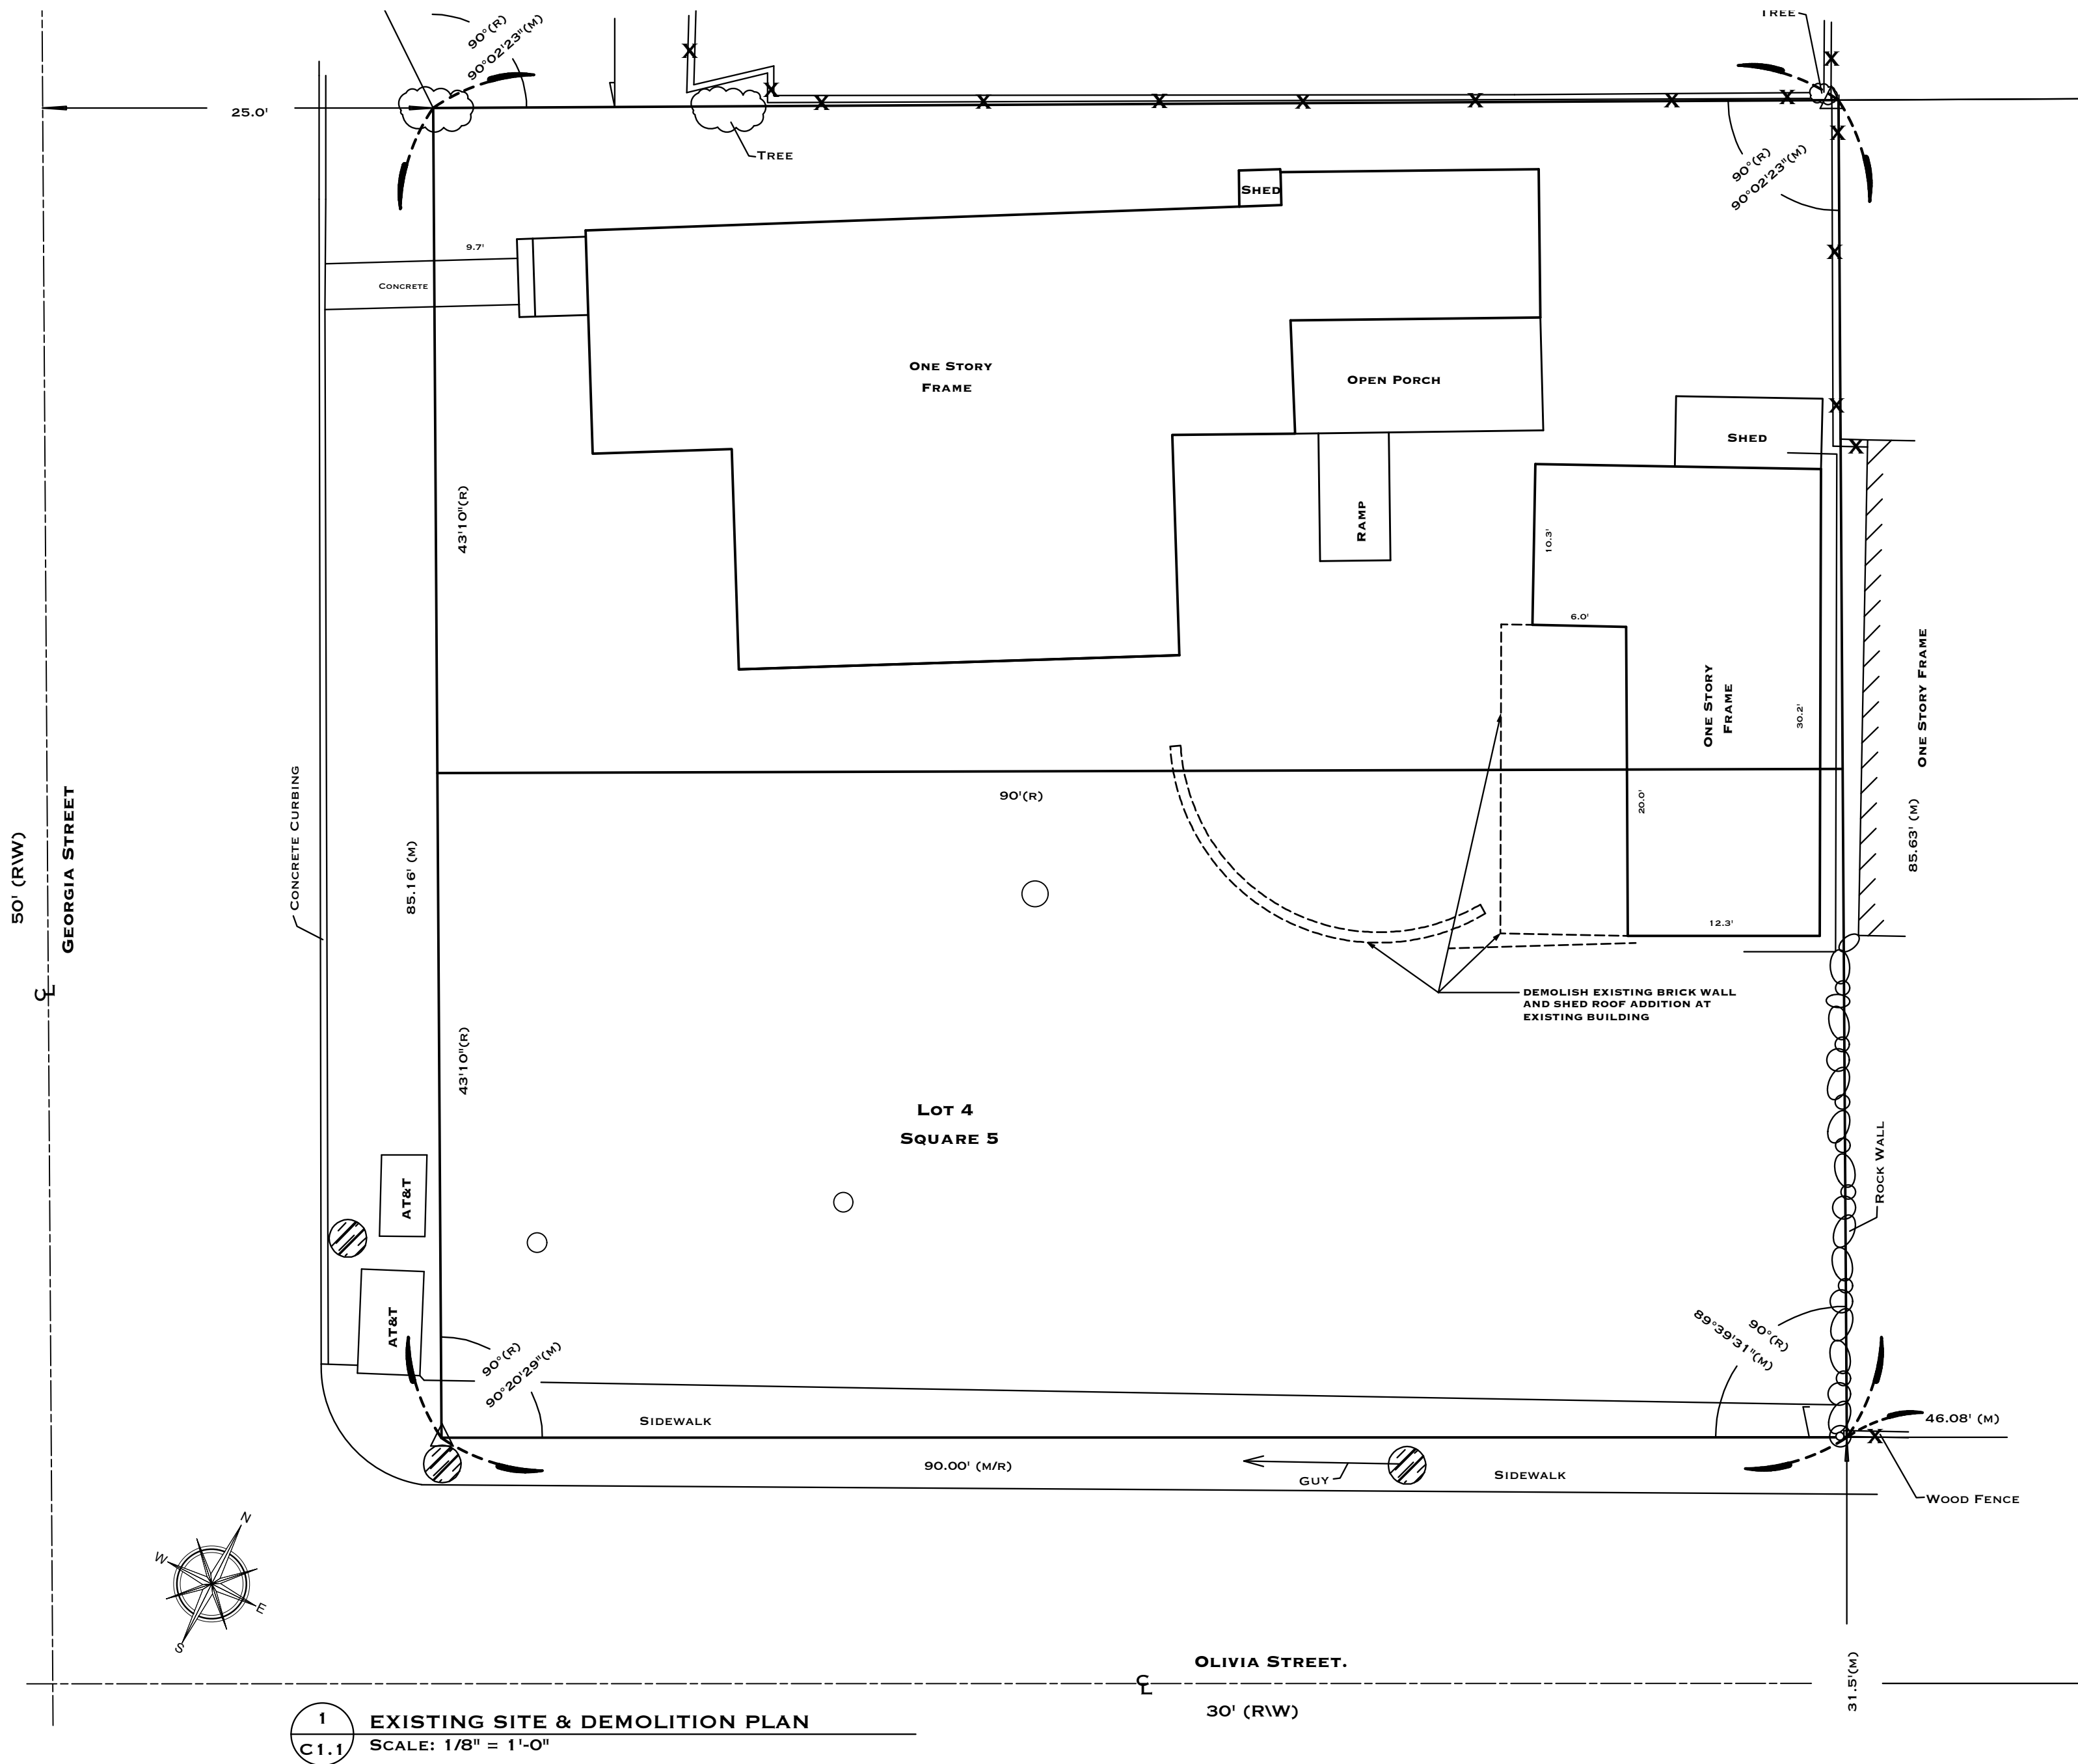 TREE
90°(R)
90°02'23"(M)
25.0'
TREE
90°(R)
90°02'23"(M)
X
X
X
X
X
X
X
X
X
X
X
X
X
X
SHED
9.7'
CONCRETE
ONE STORY
FRAME
OPEN PORCH
SHED
RAMP
43'10"(R)
10.3'
6.0'
ONE STORY
FRAME
30.2'
ONE STORY FRAME
90'(R)
20.0'
85.63' (M)
50' (R\W)
GEORGIA STREET
CONCRETE CURBING
85.16' (M)
12.3'
CL
DEMOLISH EXISTING BRICK WALL
AND SHED ROOF ADDITION AT
EXISTING BUILDING
43'10"(R)
LOT 4
SQUARE 5
ROCK WALL
AT&T
AT&T
90°(R)
90°20'29"(M)
90°(R)
89°39'31"(M)
SIDEWALK
46.08' (M)
X
90.00' (M/R)
GUY
SIDEWALK
WOOD FENCE
N
W
E
S
OLIVIA STREET.
CL
30' (R\W)
31.5'(M)
1
C1.1
EXISTING SITE & DEMOLITION PLAN
SCALE: 1/8" = 1'-0"